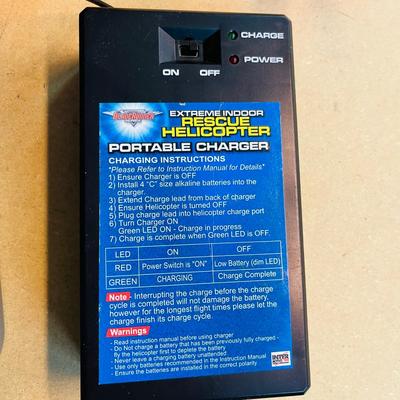 CHARGE
POWER
ON OFF
EXTREME INDOOR
RESCUE
HELICOPTER
PORTABLE CHARGER
CHARGING INSTRUCTIONS
"Please Refer to Instruction Manual for Details"
1) Ensure Charger is OFF
2) Install 4 "C" size alkaline batteries into the
charger.
3) Extend Charge lead from back of charger
4) Ensure Helicopter is turned OFF
5) Plug charge lead into helicopter charge port
6) Turn Charger ON
Green LED ON - Charge in progress
7) Charge is complete when Green LED is OFF.
LED ON OFF
RED Power Switch is "ON" Low Battery (dim LED)
GREEN CHARGING Charge Complete
Note - Interrupting the charge before the charge
cycle is completed will not damage the battery,
however for the longest flight times please let the
charge finish its charge cycle.
Warnings
- Read instruction manual before using charger
- Do Not charge a battery that has been previously fully charged -
fly the helicopter first to deplete the battery
- Never leave a charging battery unattended
- Use only batteries recommended in the Instruction Manual
- Ensure the batteries are installed in the correct polarity
INTER